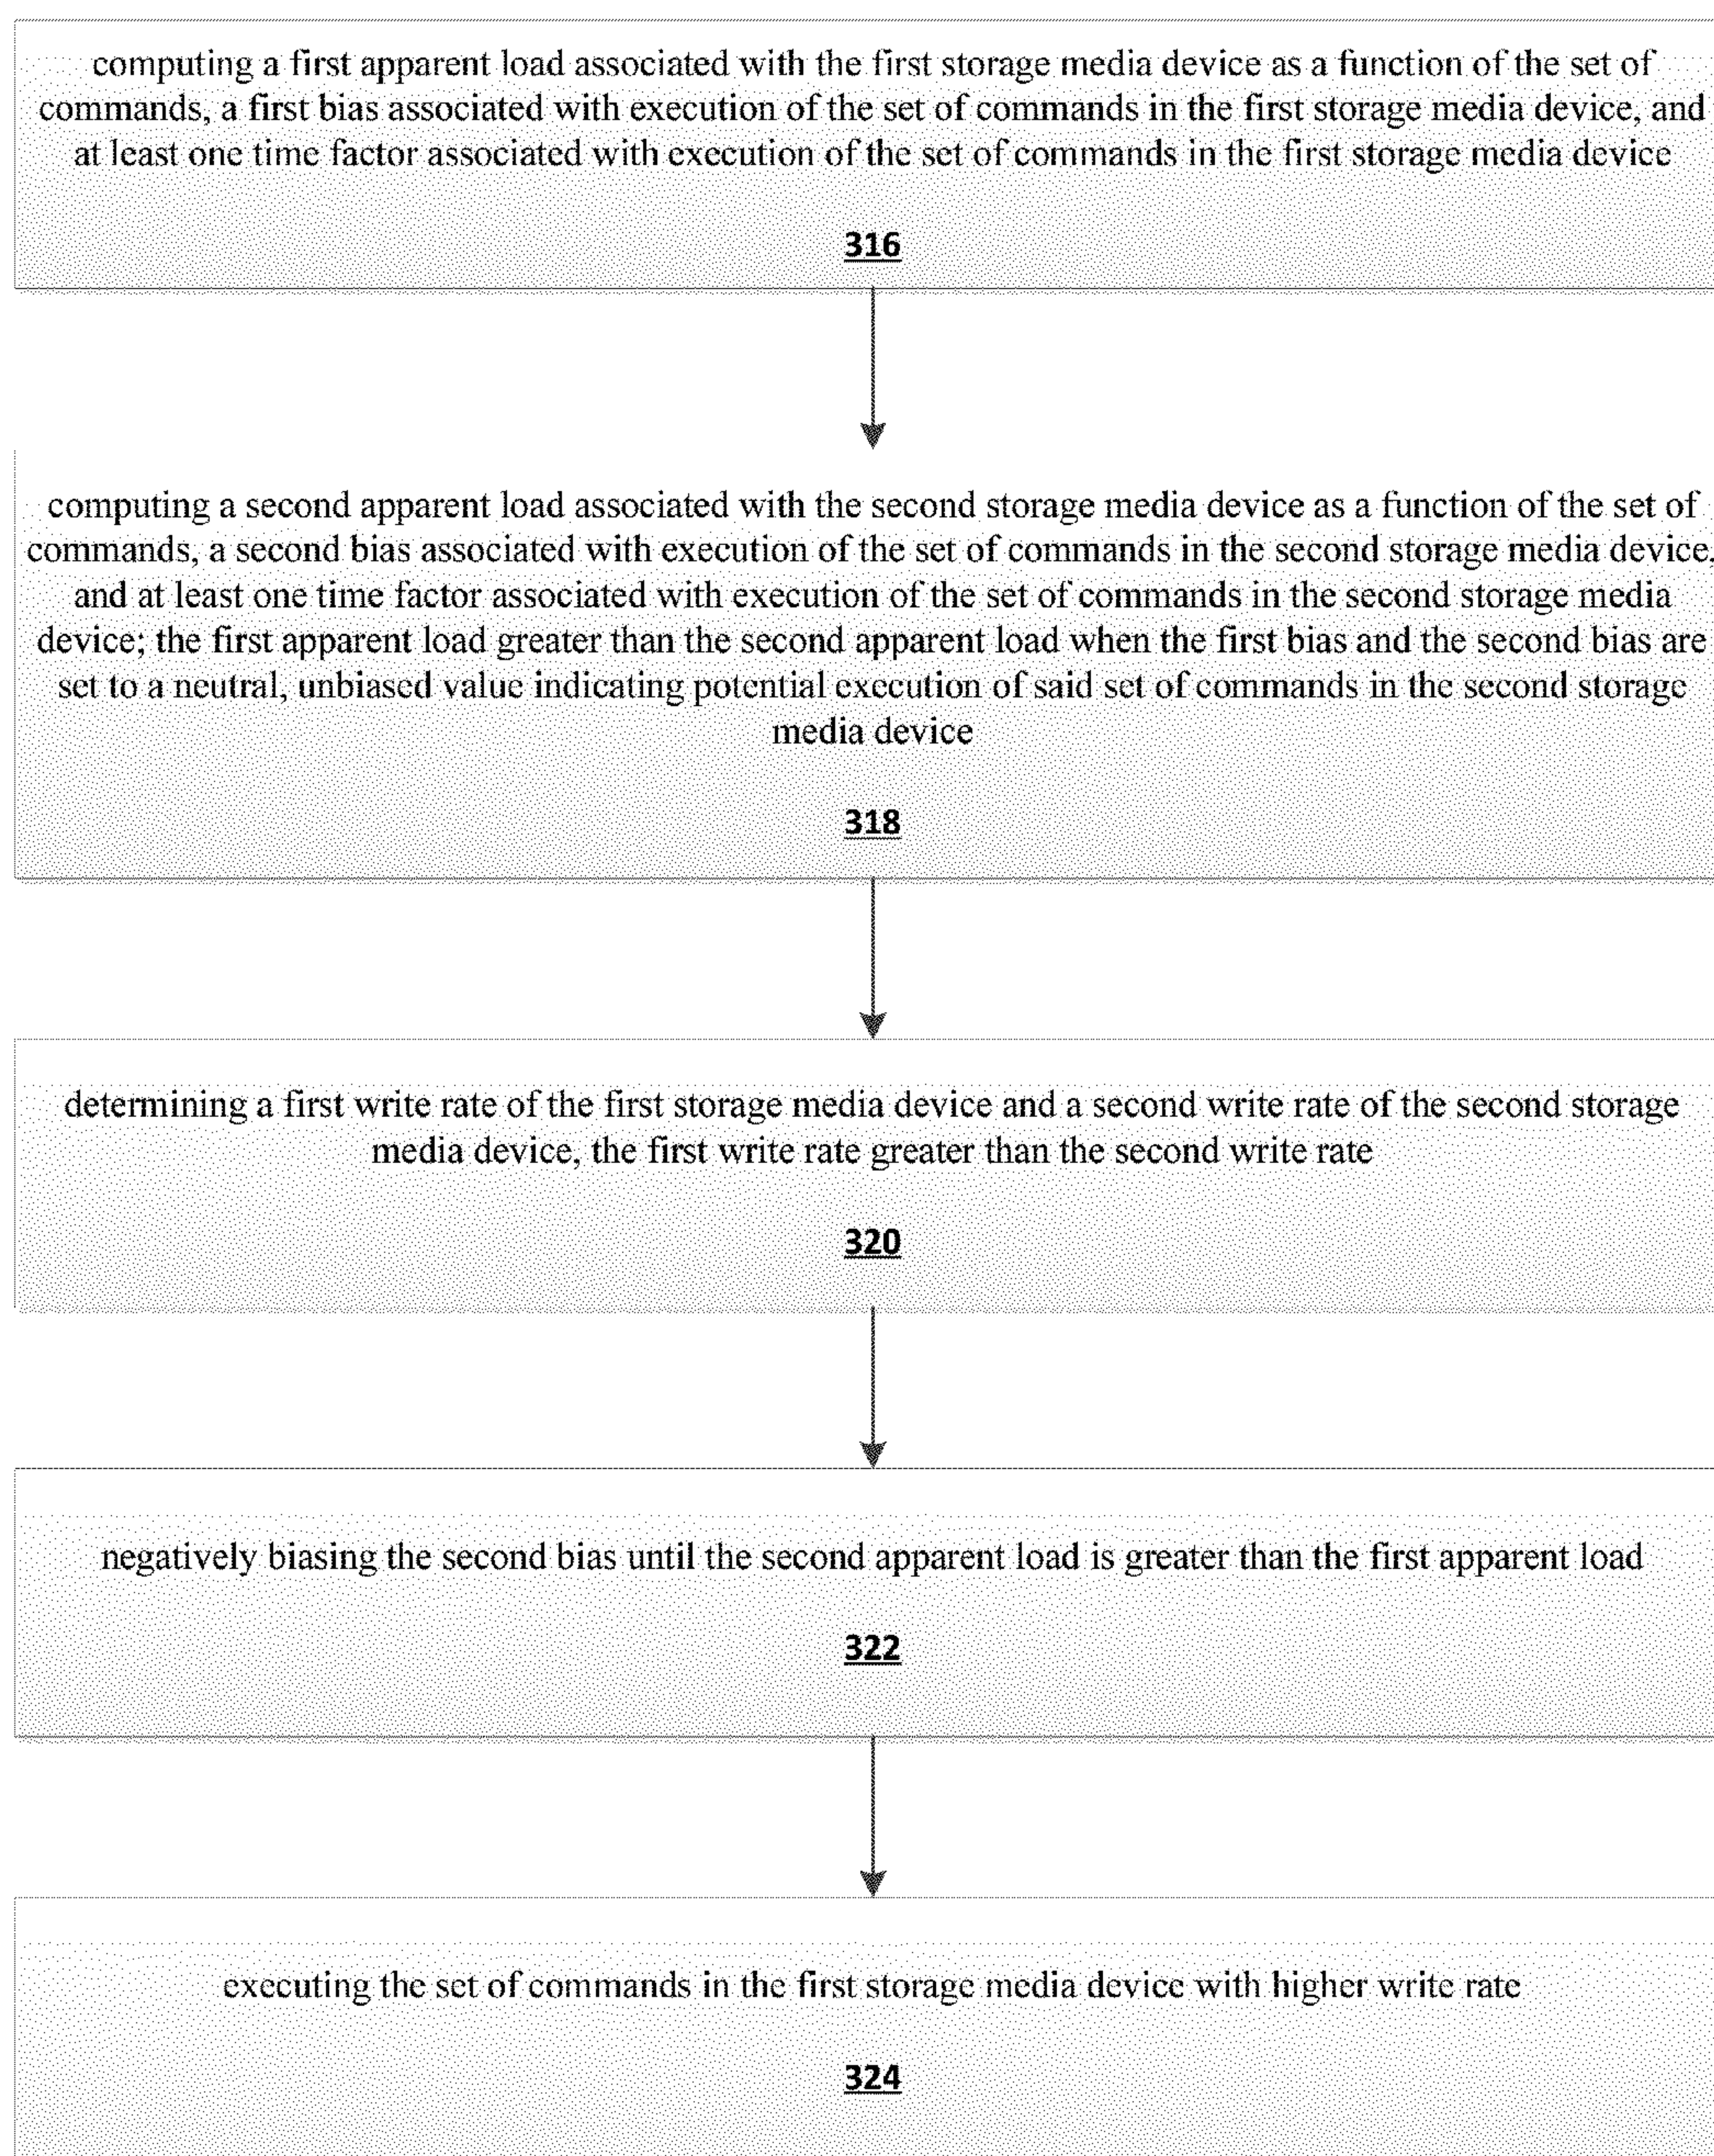 computing a first apparent load associated with the first storage media device as a function of the set of
commands, a first bias associated with execution of the set of commands in the first storage media device, and
at least one time factor associated with execution of the set of commands in the first storage media device
316
computing a second apparent load associated with the second storage media device as a function of the set of
commands, a second bias associated with execution of the set of commands in the second storage media device,
and at least one time factor associated with execution of the set of commands in the second storage media
device; the first apparent load greater than the second apparent load when the first bias and the second bias are
set to a neutral, unbiased value indicating potential execution of said set of commands in the second storage
media device
318
determining a first write rate of the first storage media device and a second write rate of the second storage
media device, the first write rate greater than the second write rate
320
negatively biasing the second bias until the second apparent load is greater than the first apparent load
322
executing the set of commands in the first storage media device with higher write rate
324